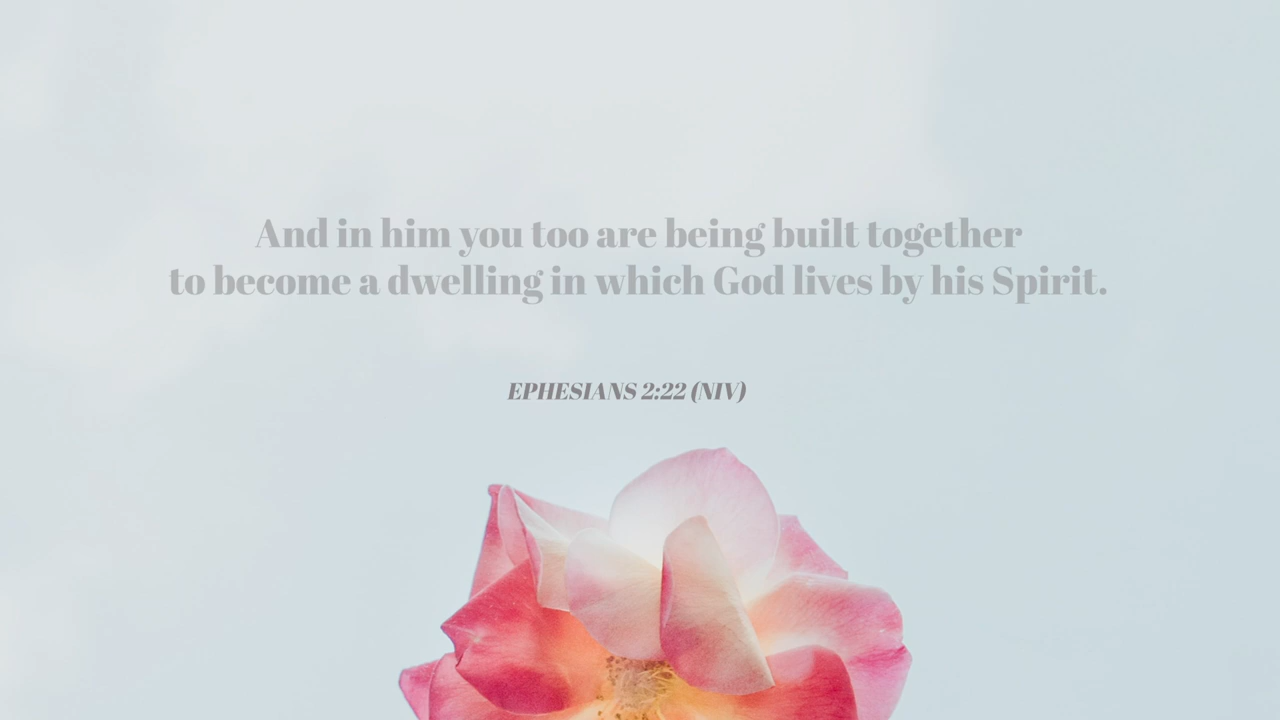 And in him you too are being built together
to become a dwelling in which God lives by his Spirit.
EPHESIANS 2:22 (NIV)